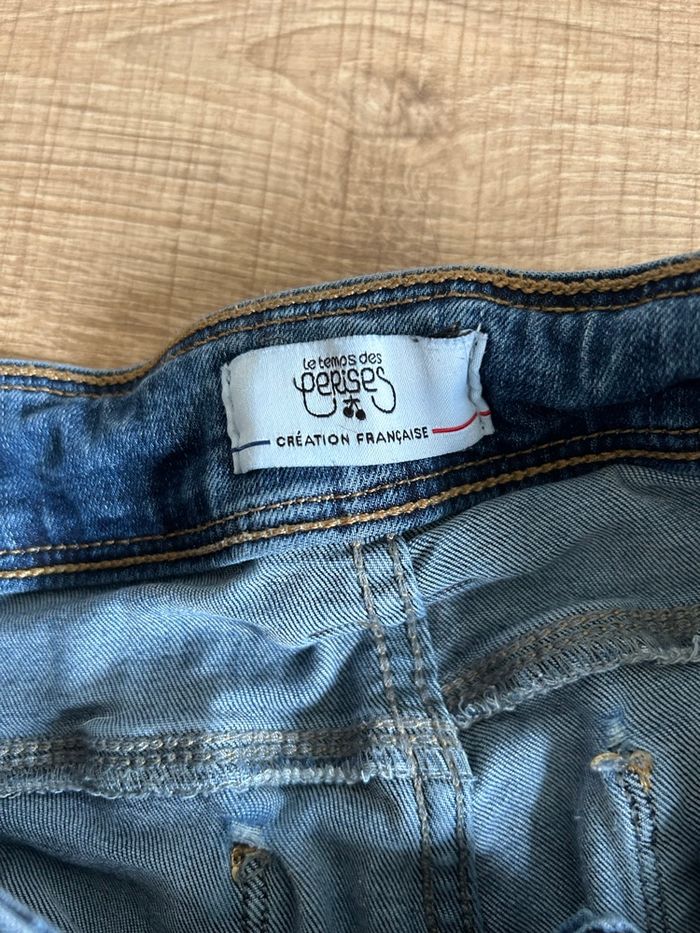 Le temps des
CERISES
CRÉATION FRANÇAISE